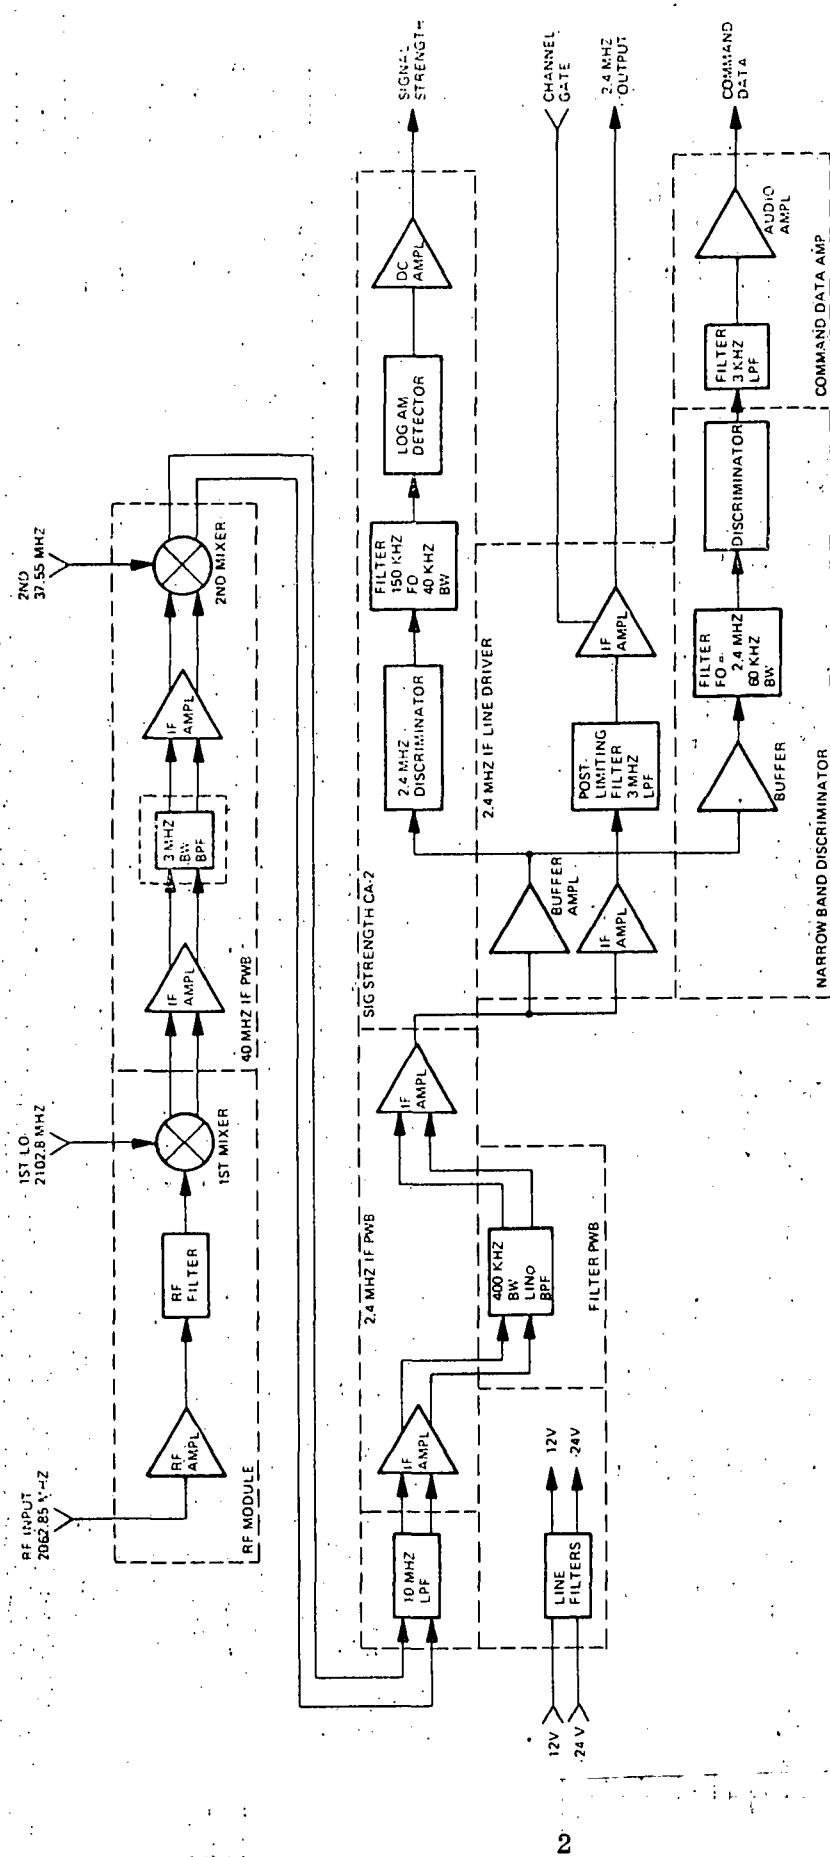 RF INPUT
2062.85 MHZ
1ST LO
2102.8 MHZ
2ND
37.55 MHZ
RF
AMPL
RF
FILTER
1ST MIXER
IF
AMPL
3 MHZ
BW
BPF
IF
AMPL
2ND MIXER
RF MODULE
40 MHZ IF PWB
10 MHZ
LPF
IF
AMPL
2.4 MHZ IF PWB
400 KHZ
BW
LINO
BPF
FILTER PWB
IF
AMPL
SIG STRENGTH CA-2
2.4 MHZ
DISCRIMINATOR
FILTER
150 KHZ
FO
40 KHZ
BW
LOG AM
DETECTOR
DC
AMPL
SIGNAL
STRENGTH
2.4 MHZ IF LINE DRIVER
BUFFER
AMPL
IF
AMPL
POST-
LIMITING
FILTER
3 MHZ
LPF
IF
AMPL
CHANNEL
GATE
2.4 MHZ
OUTPUT
BUFFER
FILTER
FO =
2.4 MHZ
60 KHZ
BW
DISCRIMINATOR
FILTER
3 KHZ
LPF
AUDIO
AMPL
COMMAND
DATA
NARROW BAND DISCRIMINATOR
COMMAND DATA AMP
12V
24V
LINE
FILTERS
12V
24V
2